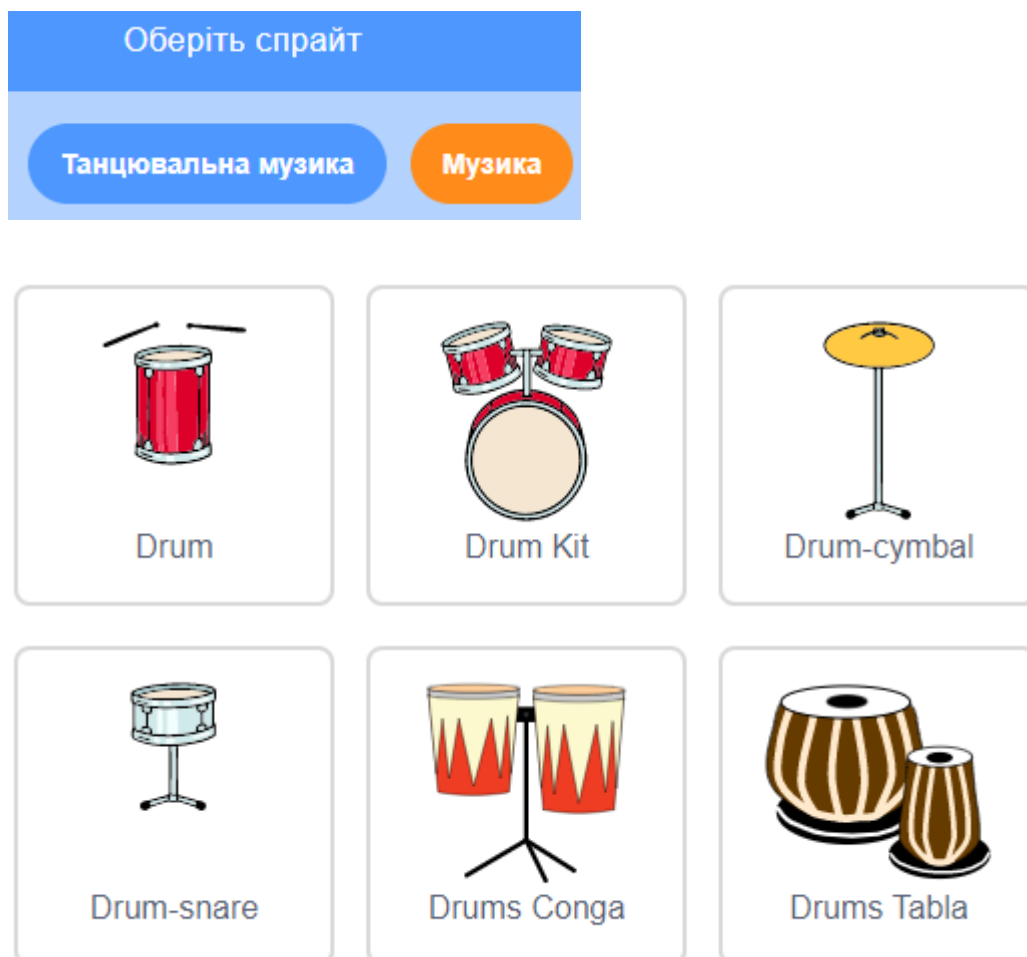 Оберіть спрайт
Танцювальна музика Музика
Drum Drum Kit Drum-cymbal
Drum-snare Drums Conga Drums Tabla